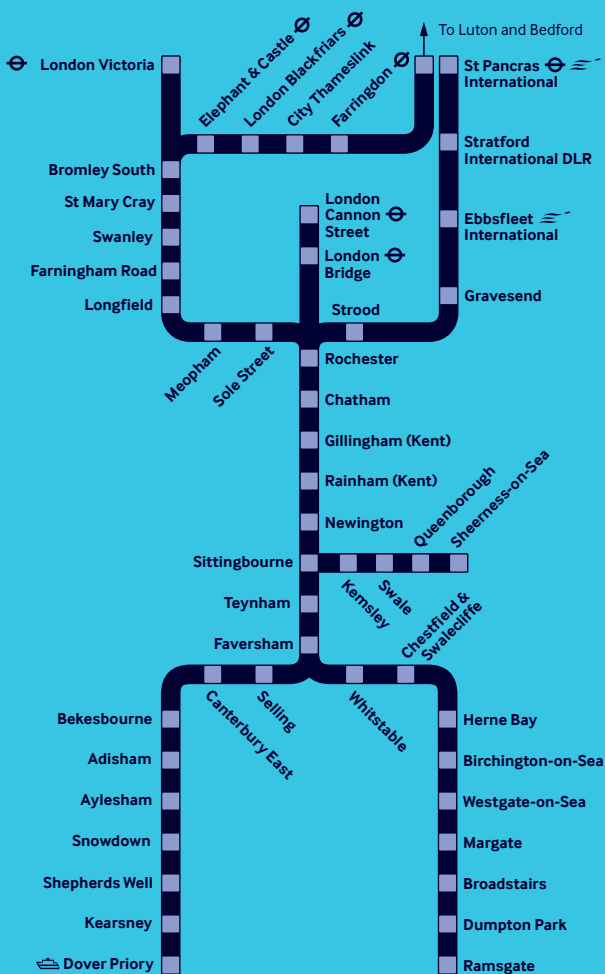 To Luton and Bedford
London Victoria
Elephant & Castle
London Blackfriars
City Thameslink
Farringdon
St Pancras
International
Stratford
International DLR
Bromley South
St Mary Cray
Swanley
Farningham Road
Longfield
London
Cannon
Street
London
Bridge
Ebbsfleet
International
Gravesend
Strood
Meopham
Sole Street
Rochester
Chatham
Gillingham (Kent)
Rainham (Kent)
Newington
Sittingbourne
Kemsley
Swale
Queenborough
Sheerness-on-Sea
Teynham
Faversham
Chestfield &
Swalecliffe
Canterbury East
Selling
Whitstable
Bekesbourne
Adisham
Aylesham
Snowdown
Shepherds Well
Kearsney
Dover Priory
Herne Bay
Birchington-on-Sea
Westgate-on-Sea
Margate
Broadstairs
Dumpton Park
Ramsgate